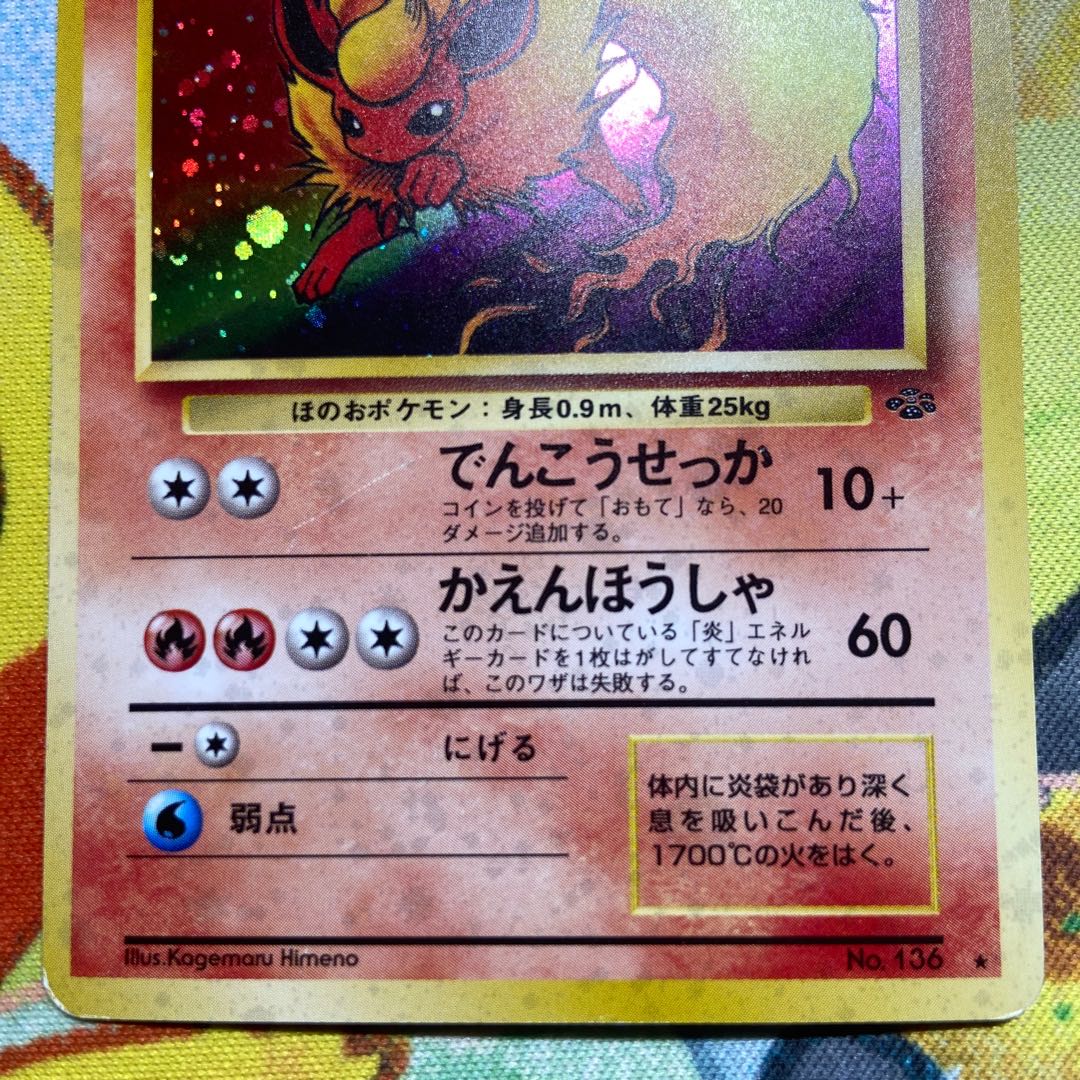 ほのおポケモン：身長0.9m、体重25kg
でんこうせっか 10+
コインを投げて「おもて」なら、20
ダメージ追加する。
かえんほうしゃ 60
このカードについている「炎」エネル
ギーカードを1枚はがしてすてなけれ
ば、このワザは失敗する。
にげる
弱点
体内に炎袋があり深く
息を吸いこんだ後、
1700℃の火をはく。
Illus.Kagemaru Himeno
No. 136 ★